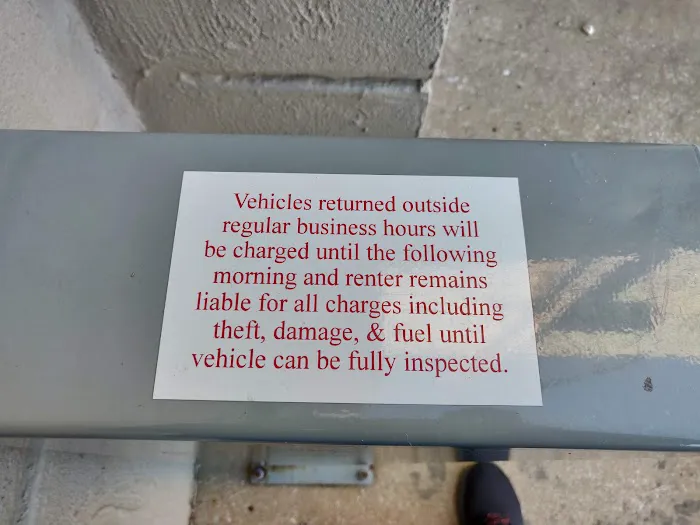 Vehicles returned outside
regular business hours will
be charged until the following
morning and renter remains
liable for all charges including
theft, damage, & fuel until
vehicle can be fully inspected.